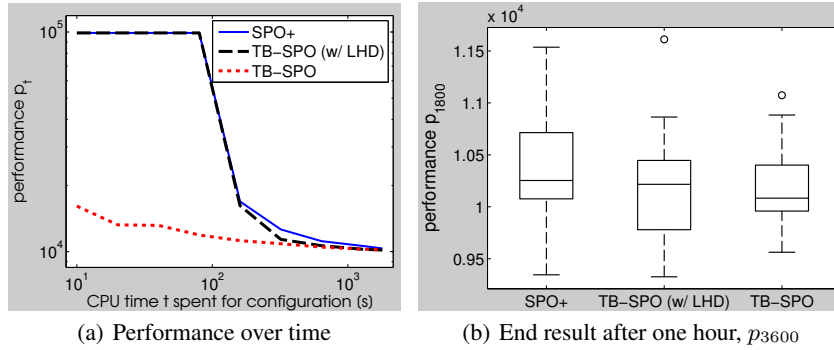 10^5
10^4
performance p_t
SPO+
TB−SPO (w/ LHD)
TB−SPO
10^1
10^2
10^3
CPU time t spent for configuration (s)
(a) Performance over time
x 10^4
1.15
1.1
1.05
1
0.95
performance p_1800
SPO+
TB−SPO (w/ LHD)
TB−SPO
(b) End result after one hour, p_3600